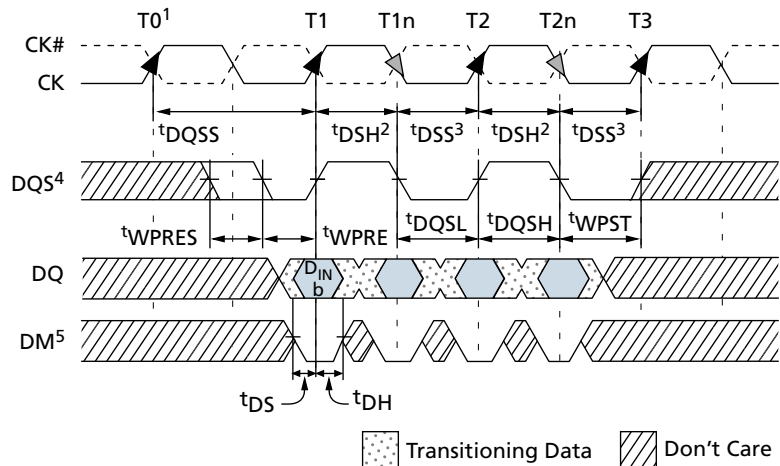 T0¹ T1 T1n T2 T2n T3
CK#
CK
tDQSS tDSH² tDSS³ tDSH² tDSS³
DQS⁴
tWPRES tWPRE tDQSL tDQSH tWPST
DQ
DIN
b
DM⁵
tDS tDH
Transitioning Data Don't Care